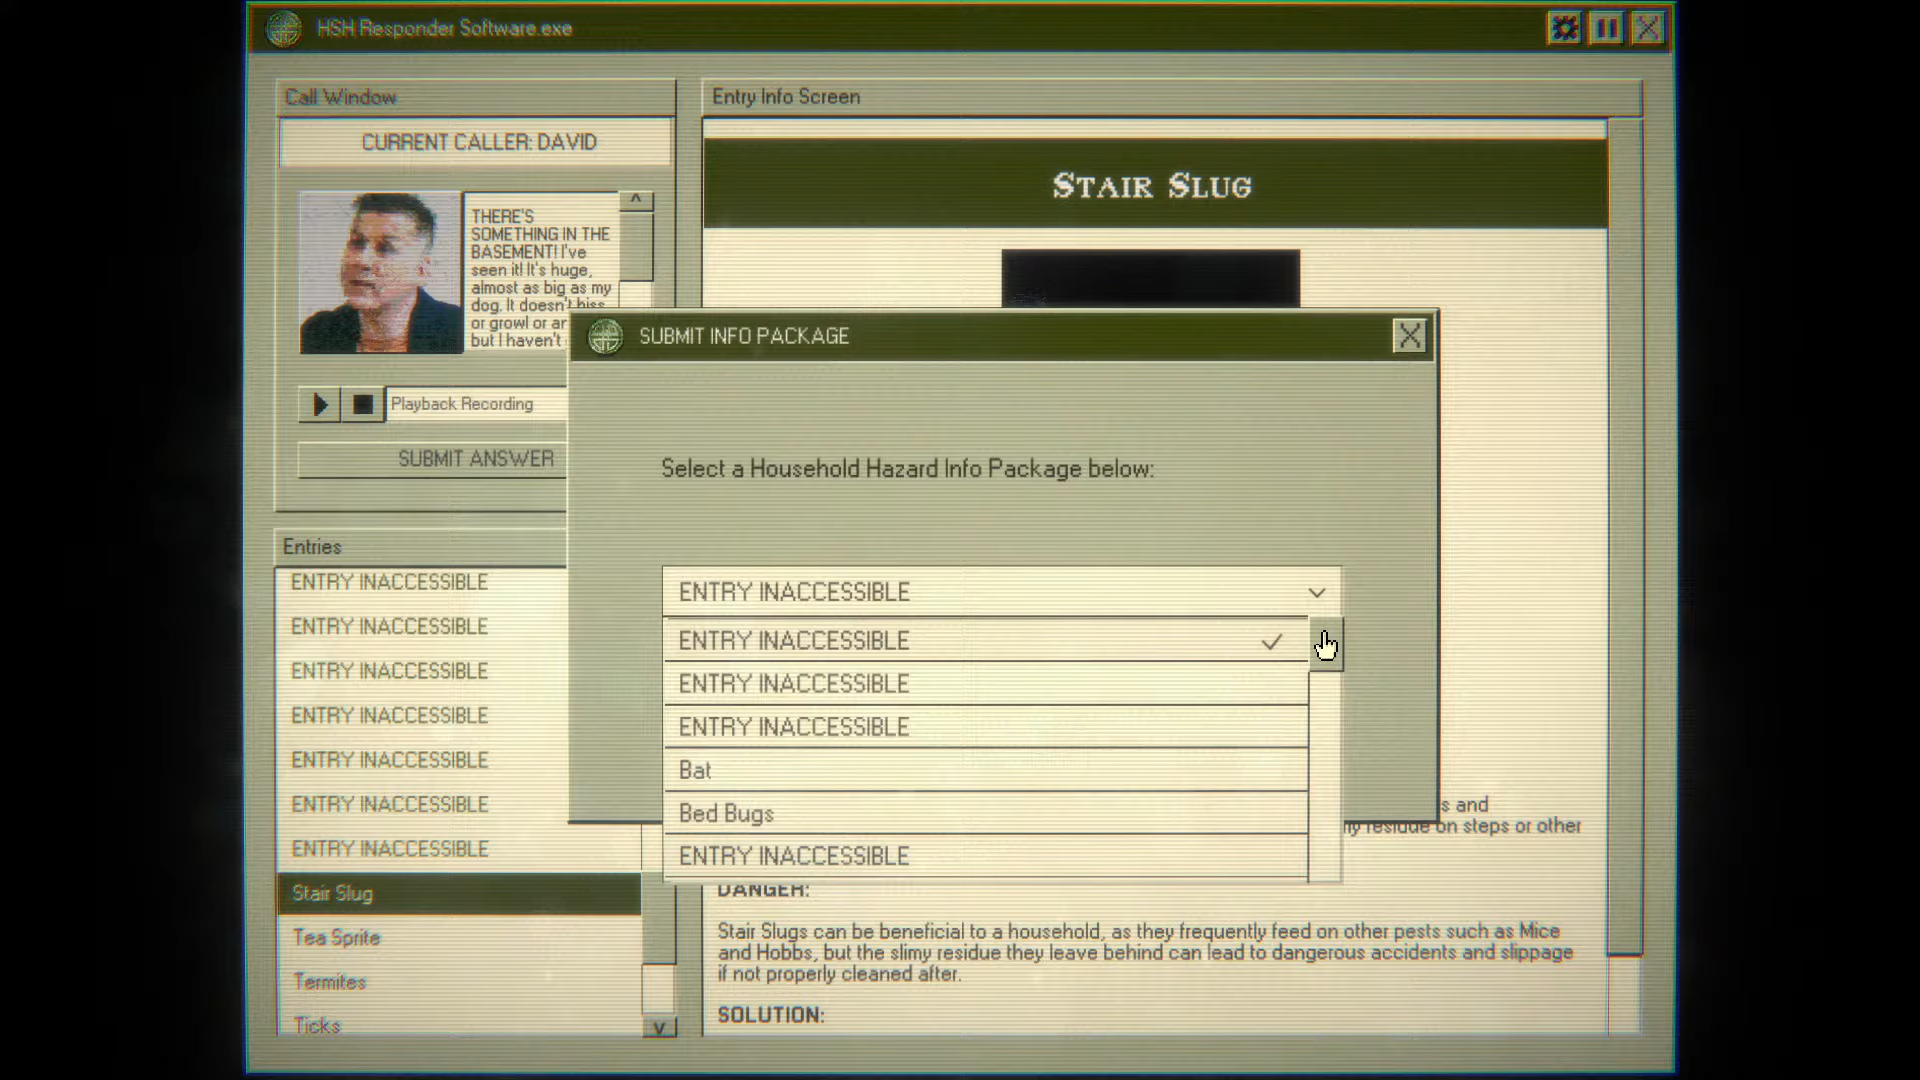 HSH Responder Software.exe
Call Window
CURRENT CALLER: DAVID
THERE'S
SOMETHING IN THE
BASEMENT! I've
seen it! It's huge,
almost as big as my
dog. It doesn't hiss
or growl or
but I haven't
Playback Recording
SUBMIT ANSWER
Entries
ENTRY INACCESSIBLE
ENTRY INACCESSIBLE
ENTRY INACCESSIBLE
ENTRY INACCESSIBLE
ENTRY INACCESSIBLE
ENTRY INACCESSIBLE
ENTRY INACCESSIBLE
Stair Slug
Tea Sprite
Termites
Ticks
Entry Info Screen
STAIR SLUG
SUBMIT INFO PACKAGE
Select a Household Hazard Info Package below:
ENTRY INACCESSIBLE
ENTRY INACCESSIBLE
ENTRY INACCESSIBLE
ENTRY INACCESSIBLE
Bat
Bed Bugs
ENTRY INACCESSIBLE
and
residue on steps or other
DANGER:
Stair Slugs can be beneficial to a household, as they frequently feed on other pests such as Mice
and Hobbs, but the slimy residue they leave behind can lead to dangerous accidents and slippage
if not properly cleaned after.
SOLUTION: